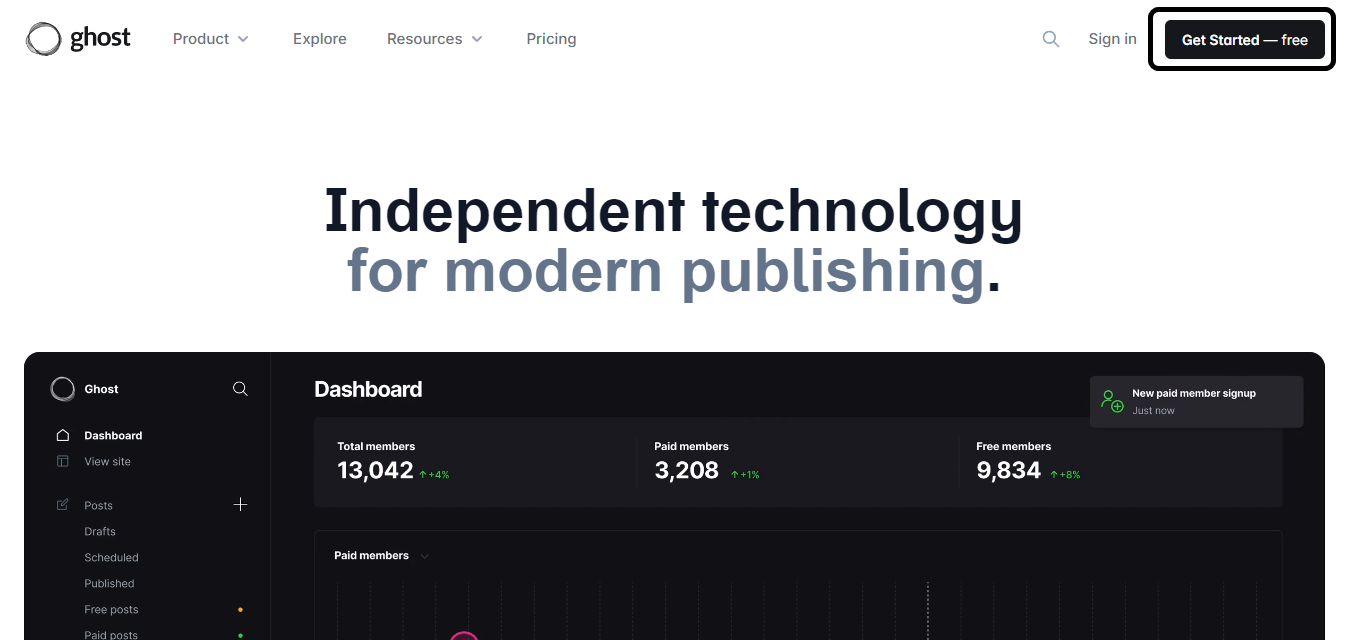 ghost
Product
Explore
Resources
Pricing
Sign in
Get Started — free
Independent technology
for modern publishing.
Ghost
Dashboard
View site
Posts
Drafts
Scheduled
Published
Free posts
Paid posts
Dashboard
New paid member signup
Just now
Total members
13,042 +4%
Paid members
3,208 +1%
Free members
9,834 +8%
Paid members